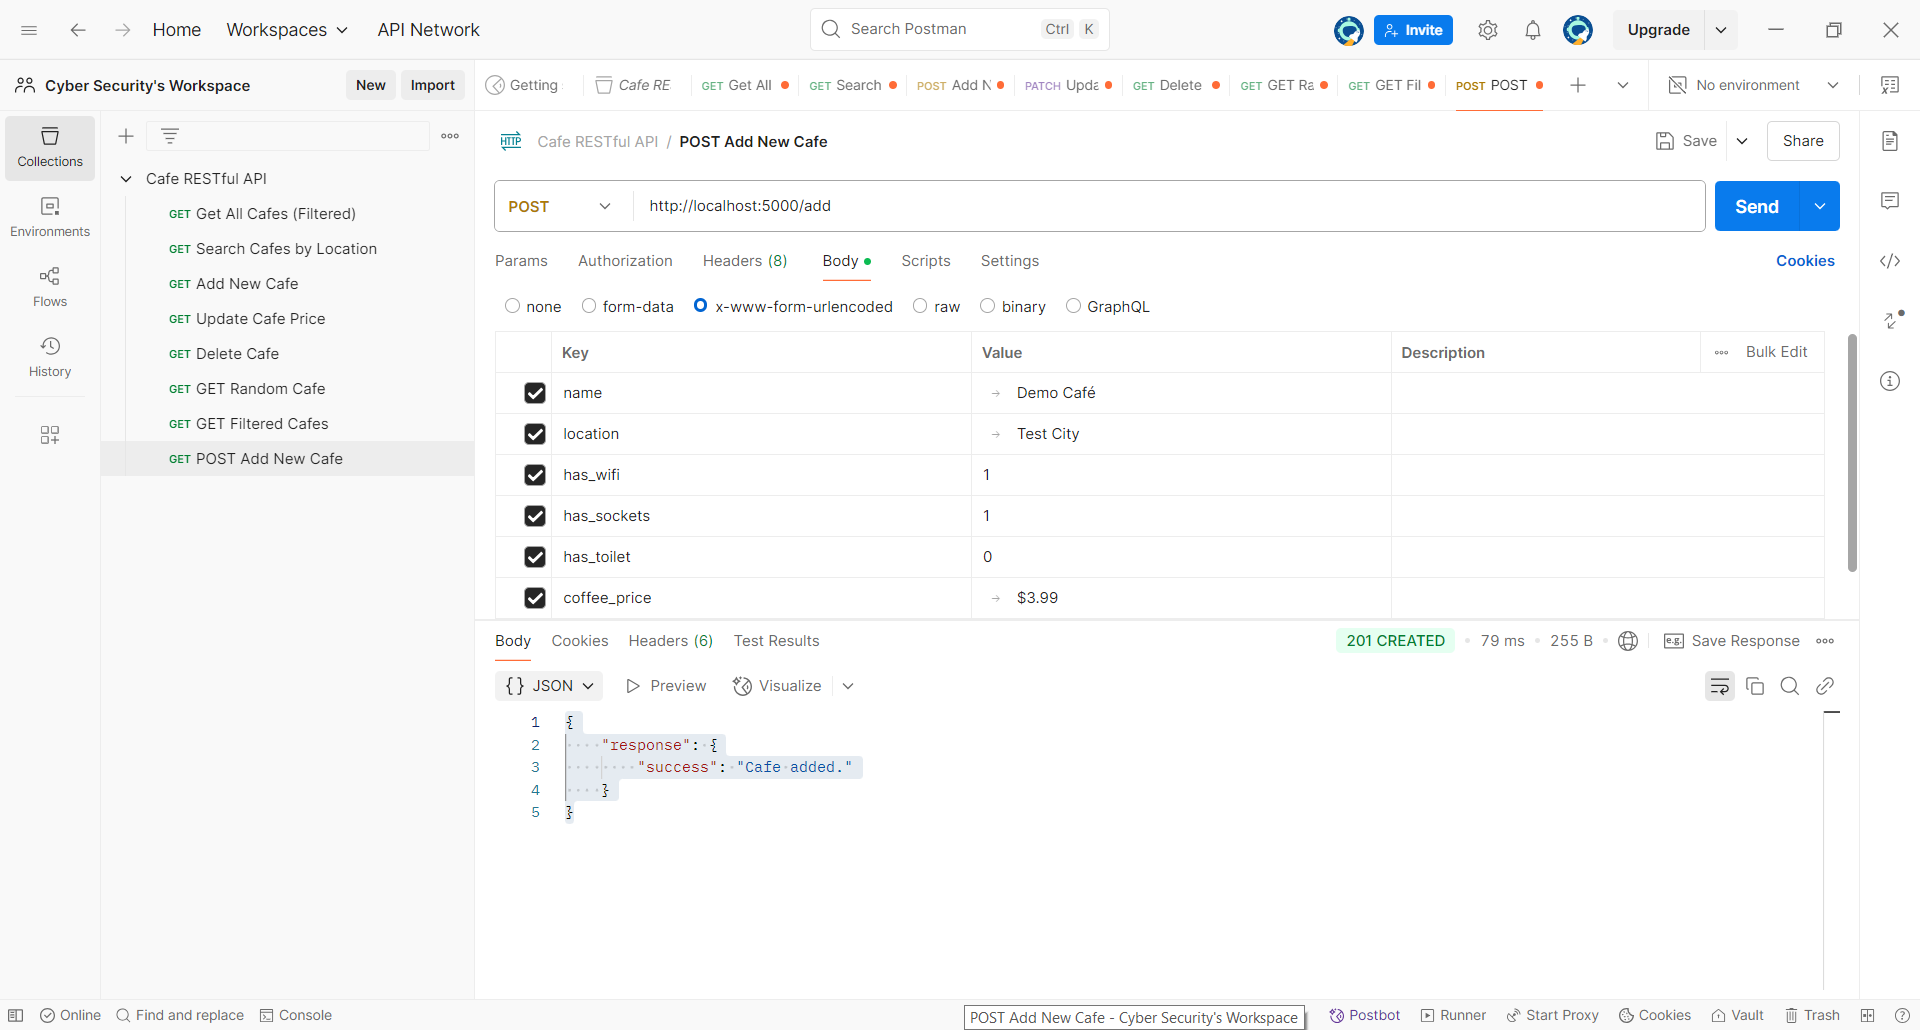 Home Workspaces API Network Search Postman Ctrl K Invite Upgrade
Cyber Security's Workspace New Import Getting Cafe RE GET Get All GET Search POST Add N PATCH Upda GET Delete GET GET Ra GET GET Fil POST POST No environment
Collections
Environments
Flows
History
Cafe RESTful API
GET Get All Cafes (Filtered)
GET Search Cafes by Location
GET Add New Cafe
GET Update Cafe Price
GET Delete Cafe
GET GET Random Cafe
GET GET Filtered Cafes
GET POST Add New Cafe
HTTP Cafe RESTful API / POST Add New Cafe Save Share
POST http://localhost:5000/add Send
Params Authorization Headers (8) Body Scripts Settings Cookies
none form-data x-www-form-urlencoded raw binary GraphQL
Key Value Description Bulk Edit
name Demo Café
location Test City
has_wifi 1
has_sockets 1
has_toilet 0
coffee_price $3.99
Body Cookies Headers (6) Test Results 201 CREATED 79 ms 255 B e.g. Save Response
{} JSON Preview Visualize
1 {
2 "response": {
3 "success": "Cafe added."
4 }
5 }
Online Find and replace Console POST Add New Cafe - Cyber Security's Workspace Postbot Runner Start Proxy Cookies Vault Trash